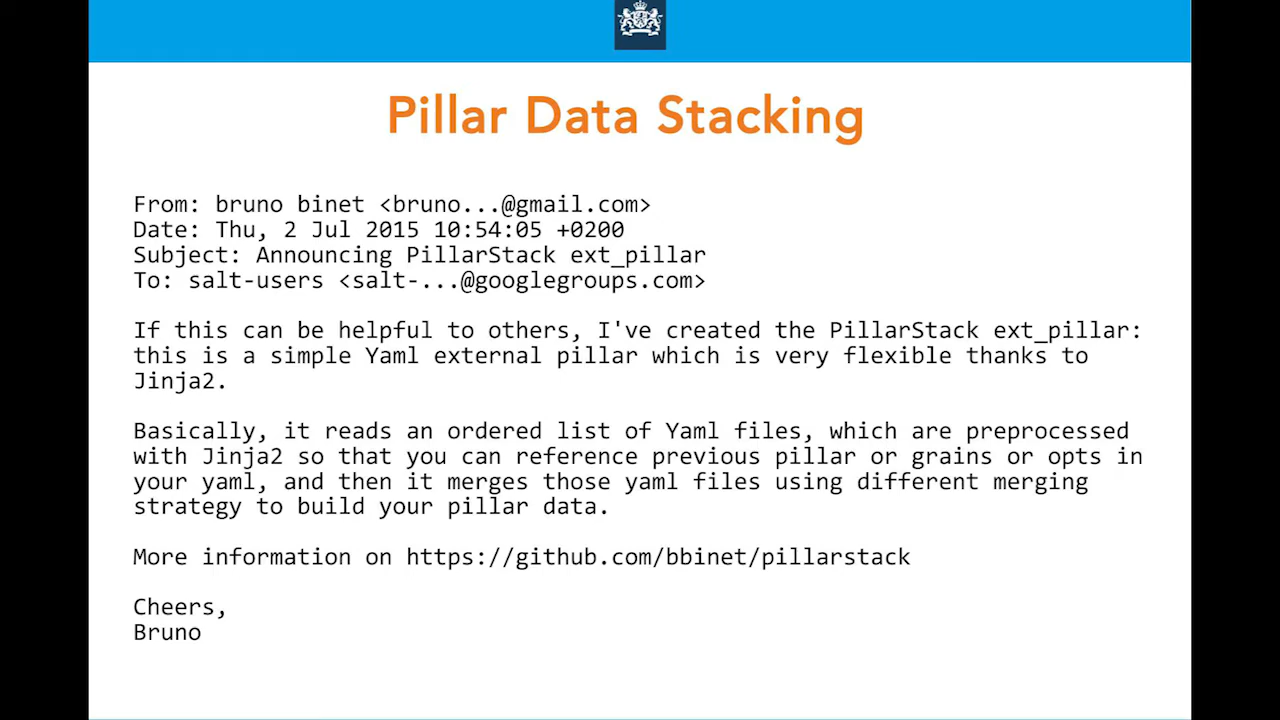 Pillar Data Stacking
From: bruno binet <bruno...@gmail.com>
Date: Thu, 2 Jul 2015 10:54:05 +0200
Subject: Announcing PillarStack ext_pillar
To: salt-users <salt-...@googlegroups.com>
If this can be helpful to others, I've created the PillarStack ext_pillar:
this is a simple Yaml external pillar which is very flexible thanks to
Jinja2.
Basically, it reads an ordered list of Yaml files, which are preprocessed
with Jinja2 so that you can reference previous pillar or grains or opts in
your yaml, and then it merges those yaml files using different merging
strategy to build your pillar data.
More information on https://github.com/bbinet/pillarstack
Cheers,
Bruno